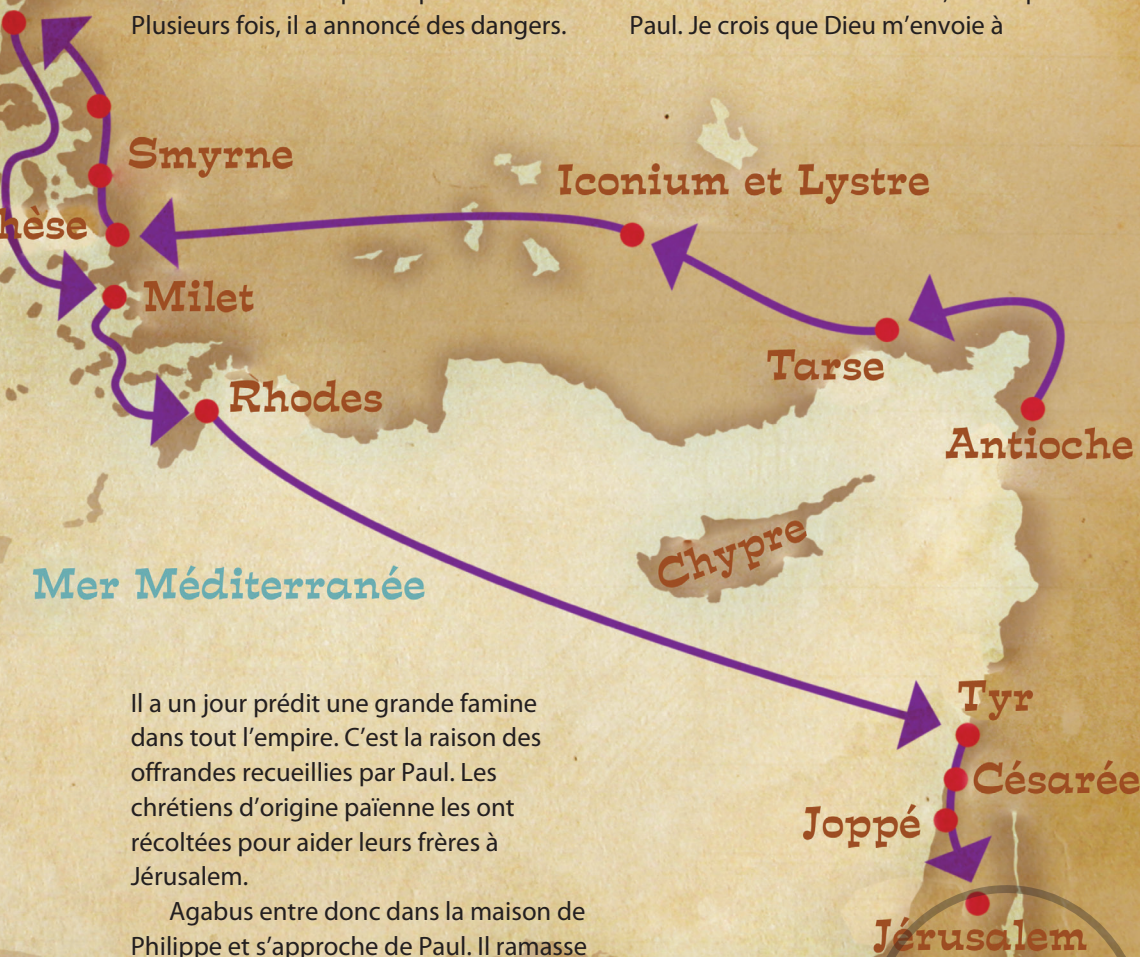 Plusieurs fois, il a annoncé des dangers.
Paul. Je crois que Dieu m'envoie à
Smyrne
Iconium et Lystre
Milet
Tarse
Rhodes
Antioche
Chypre
Mer Méditerranée
Tyr
Césarée
Joppé
Jérusalem
Il a un jour prédit une grande famine
dans tout l'empire. C'est la raison des
offrandes recueillies par Paul. Les
chrétiens d'origine païenne les ont
récoltées pour aider leurs frères à
Jérusalem.
Agabus entre donc dans la maison de
Philippe et s'approche de Paul. Il ramasse